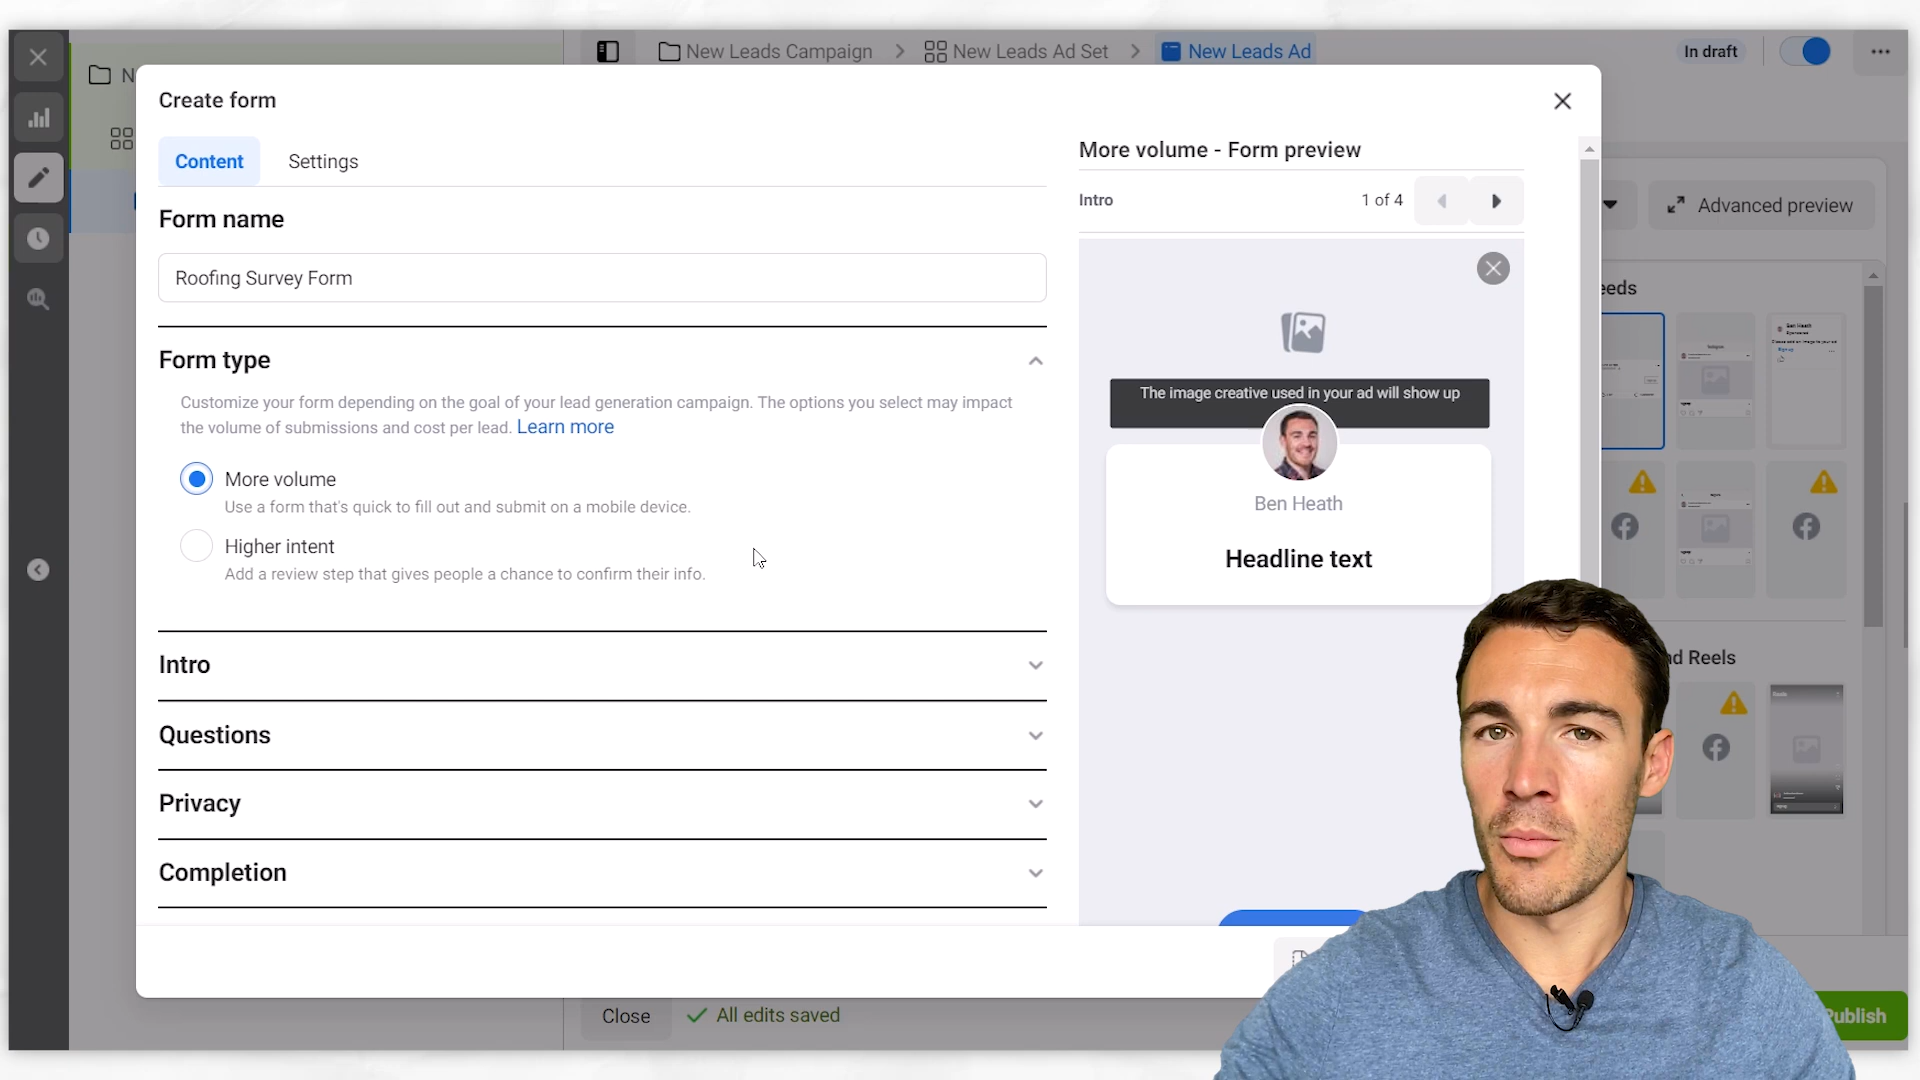 New Leads Campaign
New Leads Ad Set
New Leads Ad
In draft
N
Create form
Content
Settings
Form name
Roofing Survey Form
Form type
Customize your form depending on the goal of your lead generation campaign. The options you select may impact
the volume of submissions and cost per lead. Learn more
More volume
Use a form that's quick to fill out and submit on a mobile device.
Higher intent
Add a review step that gives people a chance to confirm their info.
Intro
Questions
Privacy
Completion
More volume - Form preview
Intro
1 of 4
The image creative used in your ad will show up
Ben Heath
Headline text
Advanced preview
eeds
Ben Heath
nd Reels
Close
All edits saved
Publish